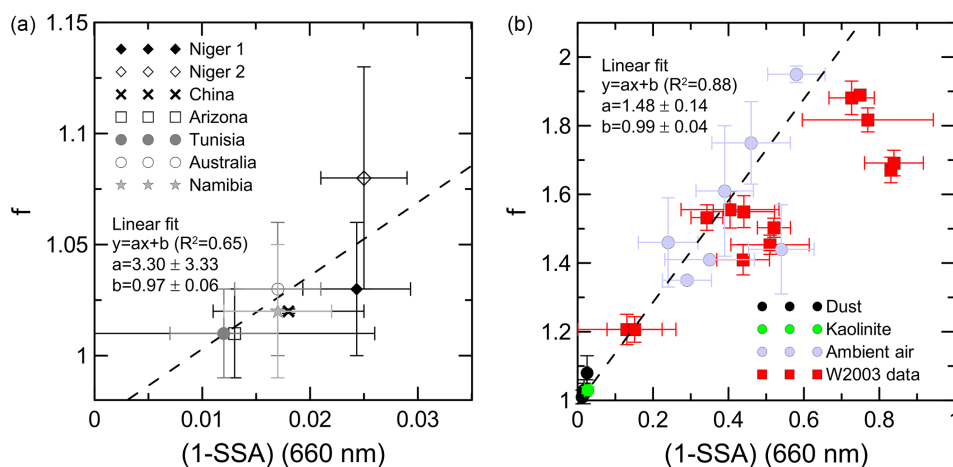 (a)
1.15
1.1
1.05
1
f
0
0.01
0.02
0.03
(1-SSA) (660 nm)
Niger 1
Niger 2
China
Arizona
Tunisia
Australia
Namibia
Linear fit
y=ax+b (R²=0.65)
a=3.30 ± 3.33
b=0.97 ± 0.06
(b)
2
1.8
1.6
1.4
1.2
1
f
0
0.2
0.4
0.6
0.8
1
(1-SSA) (660 nm)
Linear fit
y=ax+b (R²=0.88)
a=1.48 ± 0.14
b=0.99 ± 0.04
Dust
Kaolinite
Ambient air
W2003 data